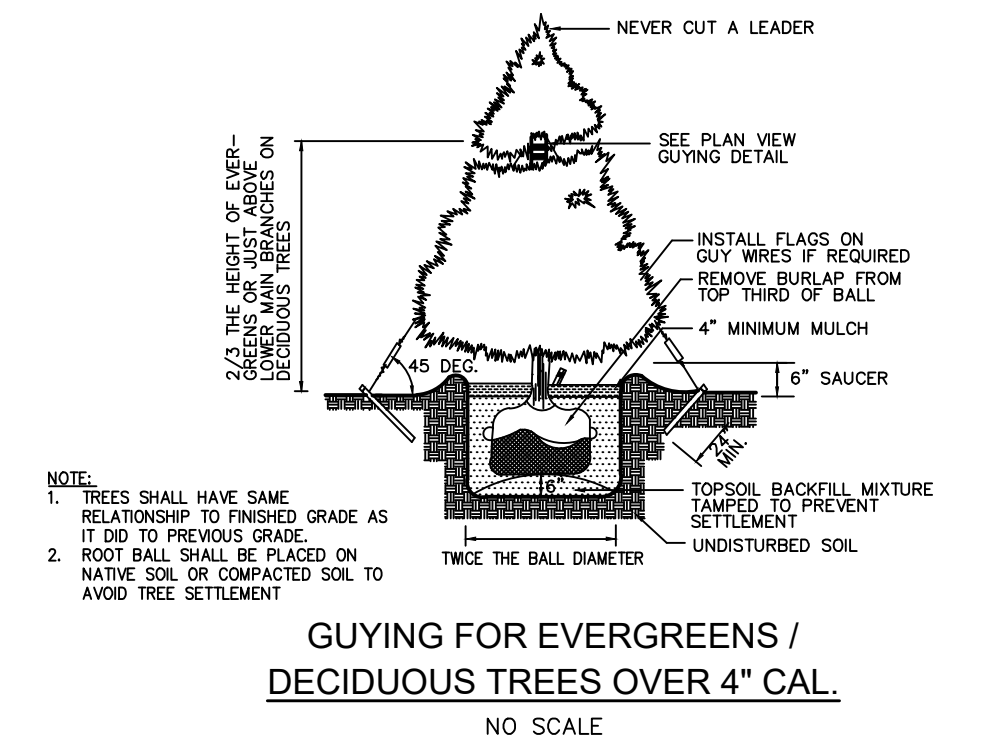 NEVER CUT A LEADER
SEE PLAN VIEW
GUYING DETAIL
2/3 THE HEIGHT OF EVER-
GREENS OR JUST ABOVE
LOWER MAIN BRANCHES ON
DECIDUOUS TREES
INSTALL FLAGS ON
GUY WIRES IF REQUIRED
REMOVE BURLAP FROM
TOP THIRD OF BALL
4" MINIMUM MULCH
45 DEG.
6" SAUCER
24"
MIN.
6"
TOPSOIL BACKFILL MIXTURE
TAMPED TO PREVENT
SETTLEMENT
UNDISTURBED SOIL
TWICE THE BALL DIAMETER
NOTE:
1. TREES SHALL HAVE SAME
RELATIONSHIP TO FINISHED GRADE AS
IT DID TO PREVIOUS GRADE.
2. ROOT BALL SHALL BE PLACED ON
NATIVE SOIL OR COMPACTED SOIL TO
AVOID TREE SETTLEMENT
GUYING FOR EVERGREENS /
DECIDUOUS TREES OVER 4" CAL.
NO SCALE